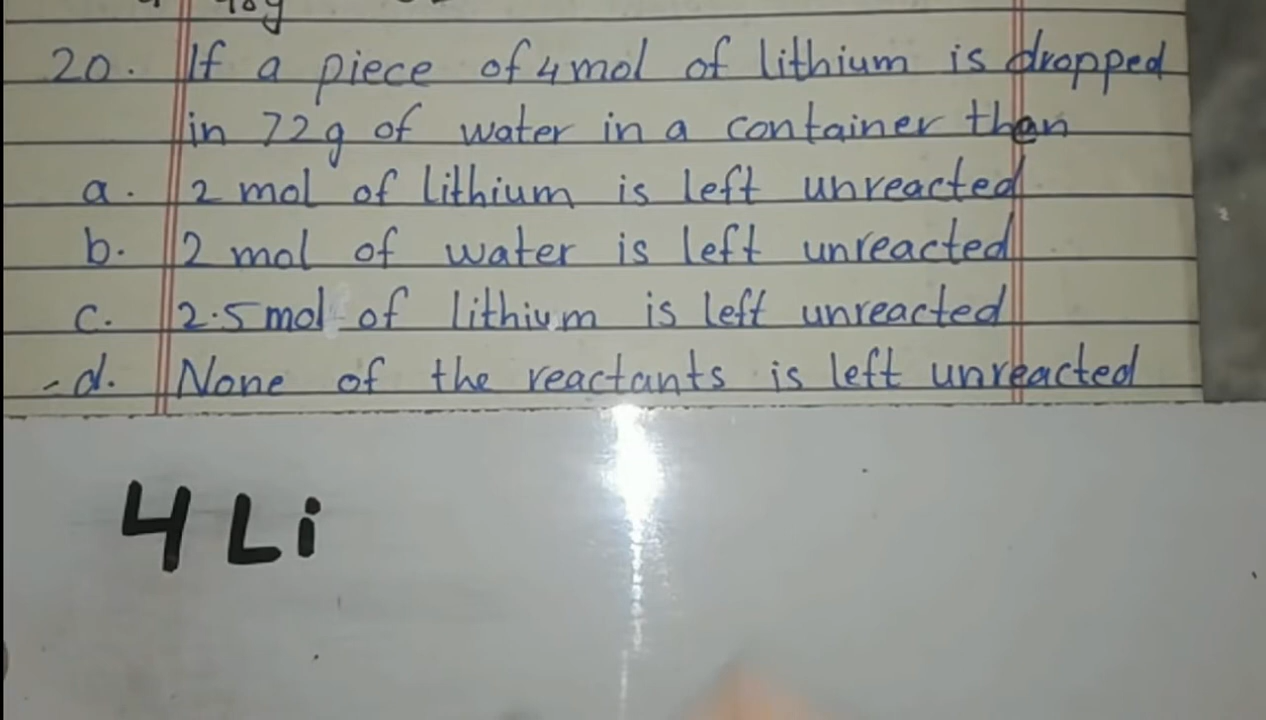 20. If a piece of 4 mol of lithium is dropped
in 72g of water in a container then
a. 2 mol of lithium is left unreacted
b. 2 mol of water is left unreacted
c. 2.5 mol of lithium is left unreacted
-d. None of the reactants is left unreacted
4 Li